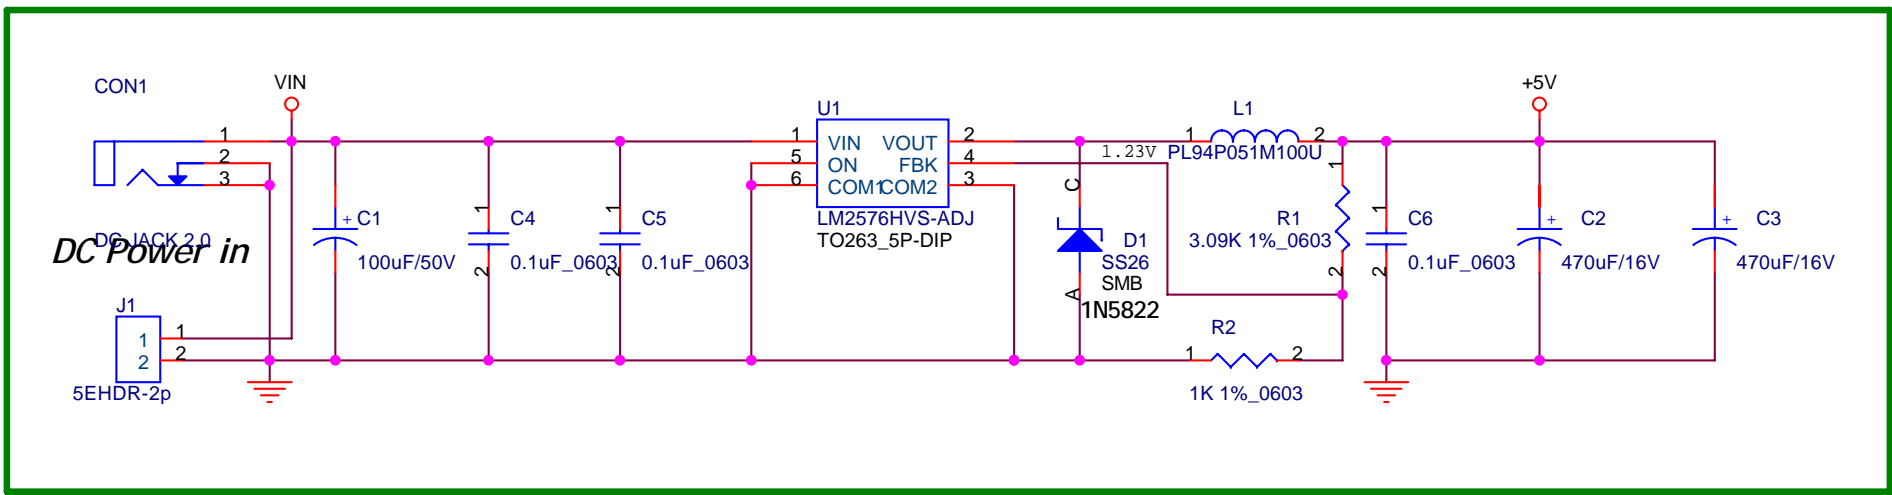 CON1
VIN
1
2
3
DC JACK 2.0
DC Power in
J1
1 1
2 2
5EHDR-2p
+ C1
100uF/50V
1
C4
2
0.1uF_0603
1
C5
2
0.1uF_0603
U1
1 VIN VOUT 2
5 ON FBK 4
6 COM1 COM2 3
LM2576HVS-ADJ
TO263_5P-DIP
1.23V
C
D1
SS26
SMB
A
1N5822
L1
1 2
PL94P051M100U
1
R1
3.09K 1%_0603
2
R2
1 2
1K 1%_0603
1
C6
2
0.1uF_0603
+5V
+ C2
470uF/16V
+ C3
470uF/16V